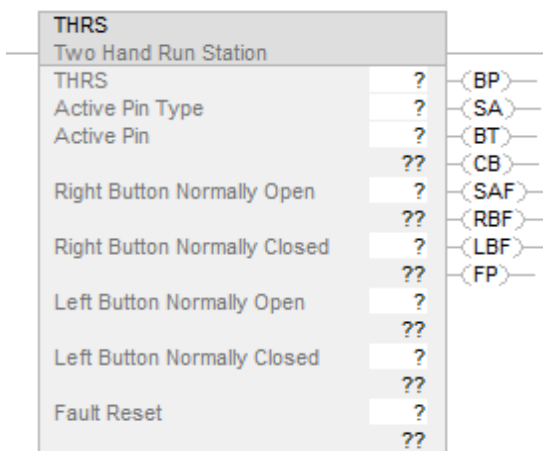 THRS
Two Hand Run Station
THRS ? (BP)
Active Pin Type ? (SA)
Active Pin ? (BT)
?? (CB)
Right Button Normally Open ? (SAF)
?? (RBF)
Right Button Normally Closed ? (LBF)
?? (FP)
Left Button Normally Open ?
??
Left Button Normally Closed ?
??
Fault Reset ?
??